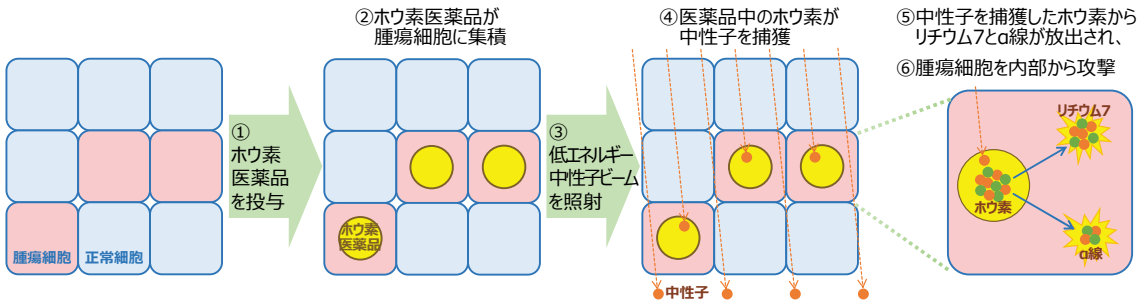 ②ホウ素医薬品が
腫瘍細胞に集積
④医薬品中のホウ素が
中性子を捕獲
⑤中性子を捕獲したホウ素から
リチウム7とα線が放出され、
⑥腫瘍細胞を内部から攻撃
①
ホウ素
医薬品
を投与
③
低エネルギー
中性子ビーム
を照射
リチウム7
ホウ素
α線
ホウ素
医薬品
腫瘍細胞
正常細胞
中性子